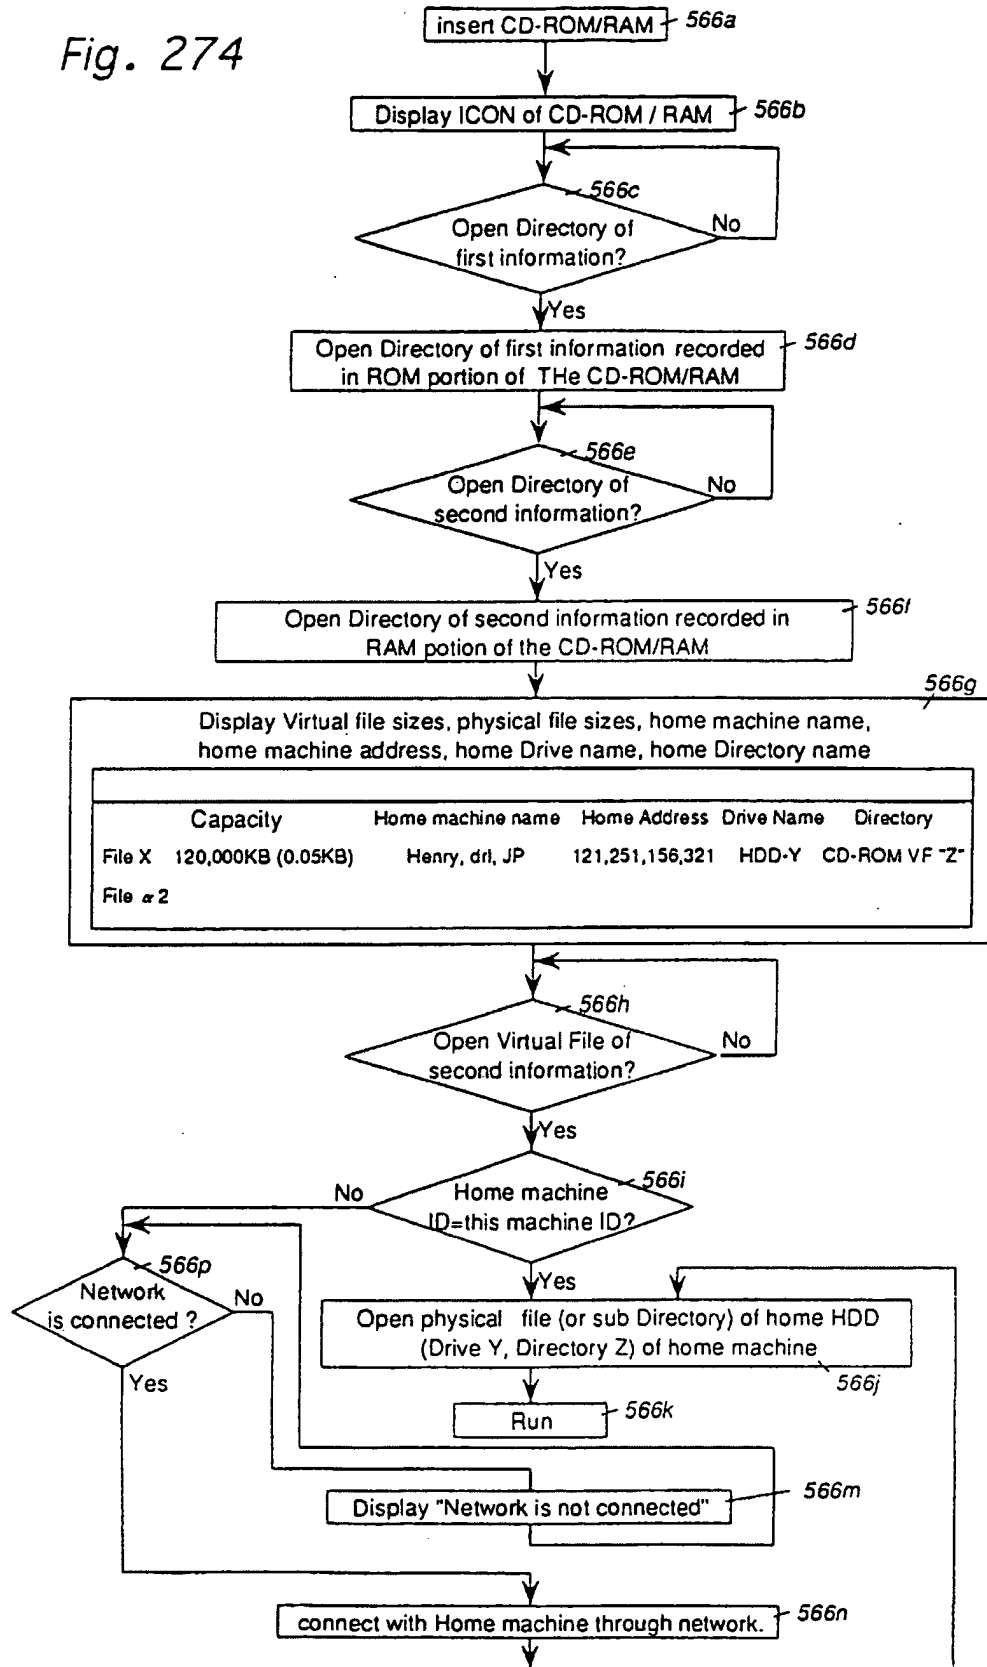 Fig. 274
insert CD-ROM/RAM
566a
Display ICON of CD-ROM / RAM
566b
566c
Open Directory of
first information?
No
Yes
Open Directory of first information recorded
in ROM portion of THe CD-ROM/RAM
566d
566e
Open Directory of
second information?
No
Yes
Open Directory of second information recorded in
RAM potion of the CD-ROM/RAM
566f
566g
Display Virtual file sizes, physical file sizes, home machine name,
home machine address, home Drive name, home Directory name
Capacity Home machine name Home Address Drive Name Directory
File X 120,000KB (0.05KB) Henry, drl, JP 121,251,156,321 HDD-Y CD-ROM VF "Z"
File α2
566h
Open Virtual File of
second information?
No
Yes
566i
Home machine
ID=this machine ID?
No
Yes
566p
Network
is connected ?
No
Yes
Open physical file (or sub Directory) of home HDD
(Drive Y, Directory Z) of home machine
566j
Run
566k
Display "Network is not connected"
566m
connect with Home machine through network.
566n